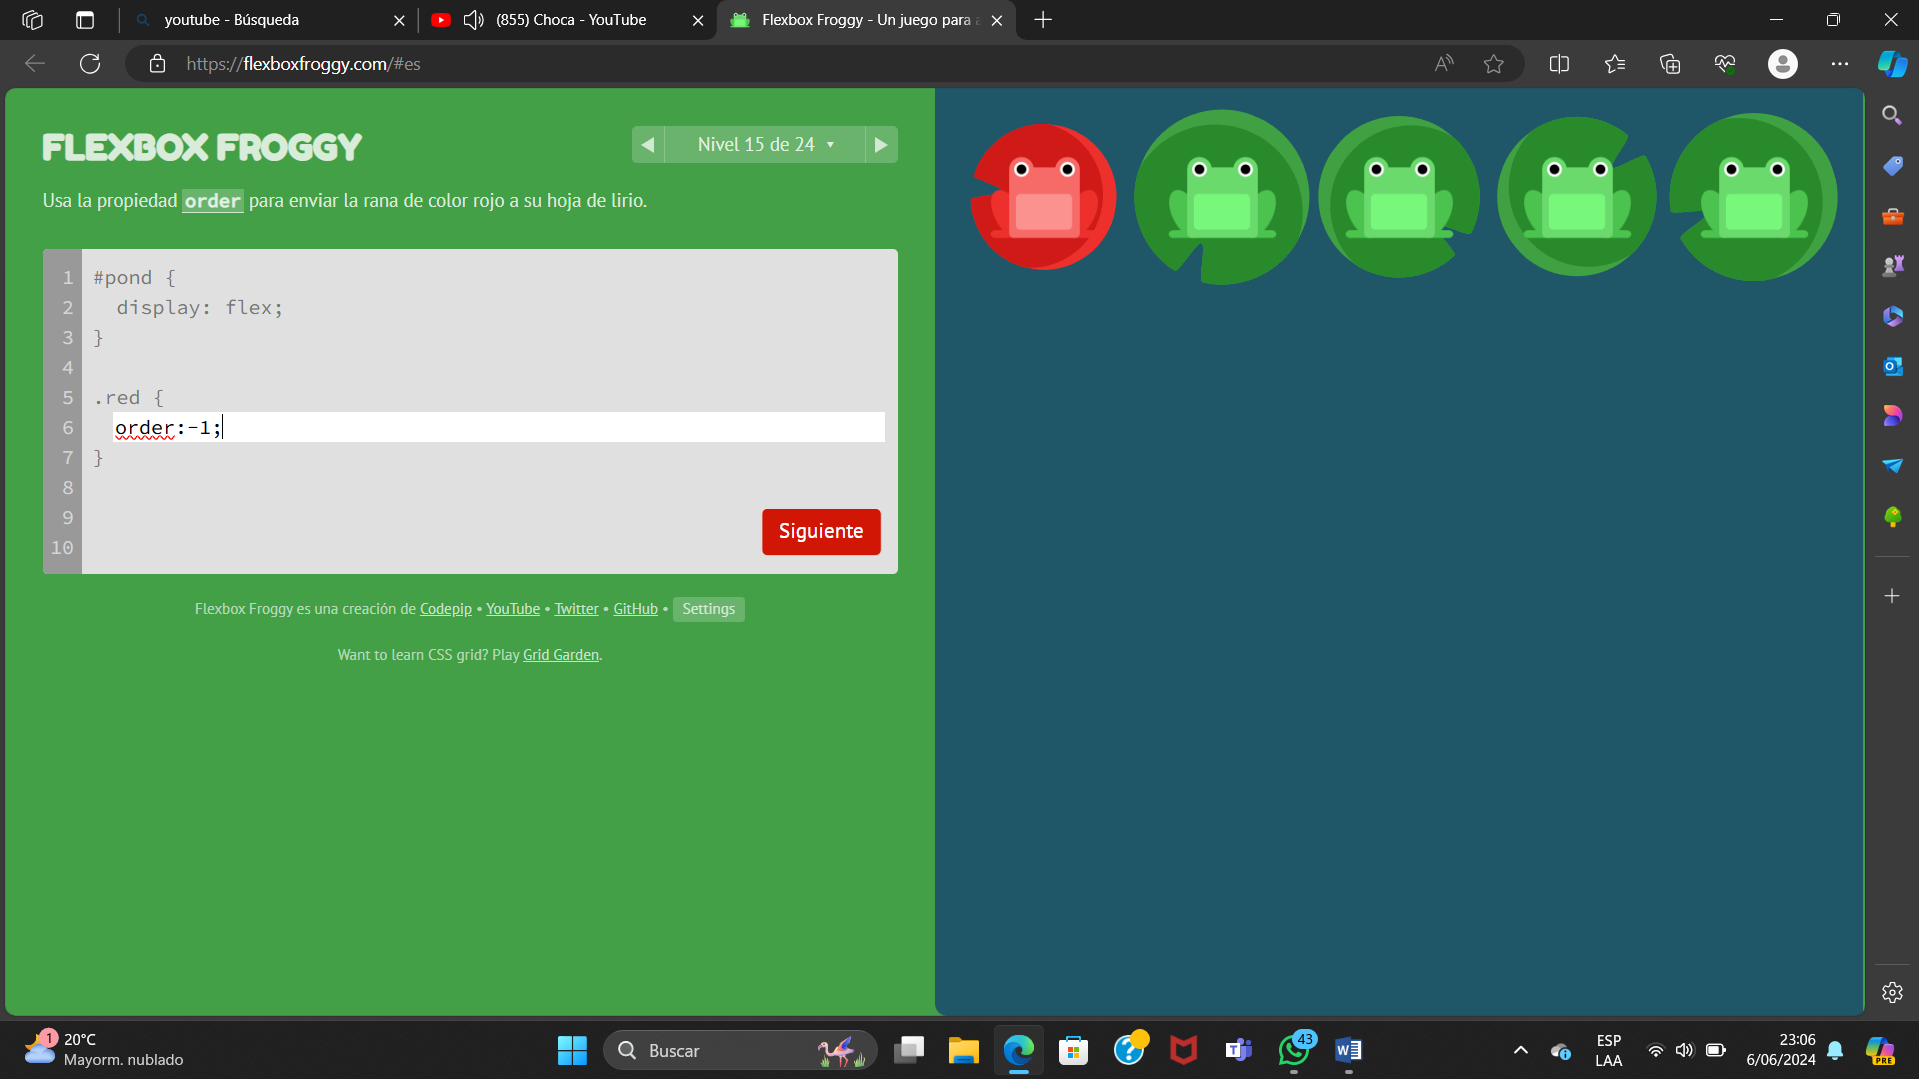 youtube - Búsqueda
(855) Choca - YouTube
Flexbox Froggy - Un juego para a
https://flexboxfroggy.com/#es
FLEXBOX FROGGY
Nivel 15 de 24
Usa la propiedad order para enviar la rana de color rojo a su hoja de lirio.
1 #pond {
2 display: flex;
3 }
4
5 .red {
6 order:-1;
7 }
8
9
10
Siguiente
Flexbox Froggy es una creación de Codepip • YouTube • Twitter • GitHub • Settings
Want to learn CSS grid? Play Grid Garden.
1
20°C
Mayorm. nublado
Buscar
43
ESP
LAA
23:06
6/06/2024
PRE